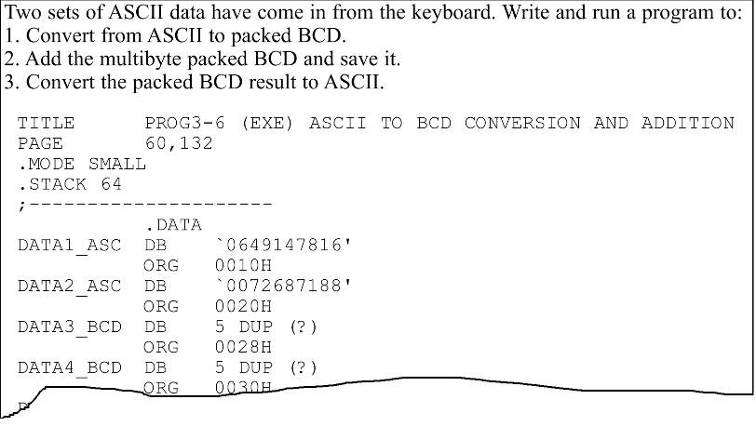 Two sets of ASCII data have come in from the keyboard. Write and run a program to:
1. Convert from ASCII to packed BCD.
2. Add the multibyte packed BCD and save it.
3. Convert the packed BCD result to ASCII.
TITLE PROG3-6 (EXE) ASCII TO BCD CONVERSION AND ADDITION
PAGE 60,132
.MODE SMALL
.STACK 64
;----------------------
.DATA
DATA1_ASC DB `0649147816'
ORG 0010H
DATA2_ASC DB `0072687188'
ORG 0020H
DATA3_BCD DB 5 DUP (?)
ORG 0028H
DATA4_BCD DB 5 DUP (?)
ORG 0030H